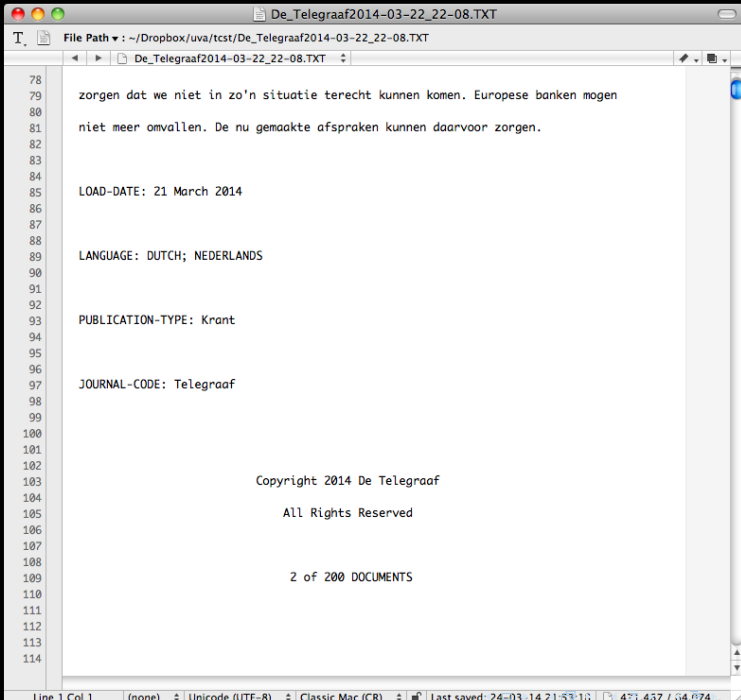 De_Telegraaf2014-03-22_22-08.TXT
File Path ▾ : ~/Dropbox/uva/tcst/De_Telegraaf2014-03-22_22-08.TXT
De_Telegraaf2014-03-22_22-08.TXT
78
79 zorgen dat we niet in zo'n situatie terecht kunnen komen. Europese banken mogen
80
81 niet meer omvallen. De nu gemaakte afspraken kunnen daarvoor zorgen.
82
83
84
85 LOAD-DATE: 21 March 2014
86
87
88
89 LANGUAGE: DUTCH; NEDERLANDS
90
91
92
93 PUBLICATION-TYPE: Krant
94
95
96
97 JOURNAL-CODE: Telegraaf
98
99
100
101
102
103 Copyright 2014 De Telegraaf
104
105 All Rights Reserved
106
107
108
109 2 of 200 DOCUMENTS
110
111
112
113
114
Line 1 Col 1 (none) Unicode (UTF-8) Classic Mac (CR) Last saved: 24-03-14